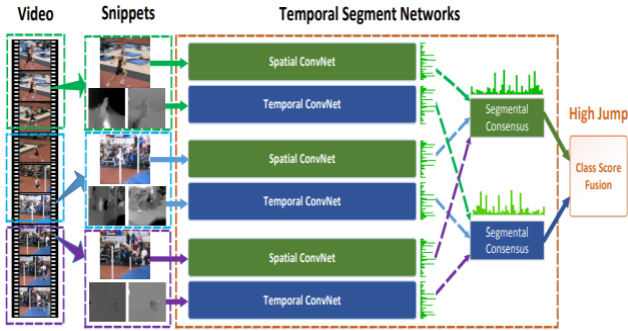 Video
Snippets
Temporal Segment Networks
Spatial ConvNet
Temporal ConvNet
Spatial ConvNet
Temporal ConvNet
Spatial ConvNet
Temporal ConvNet
Segmental
Consensus
Segmental
Consensus
High Jump
Class Score
Fusion